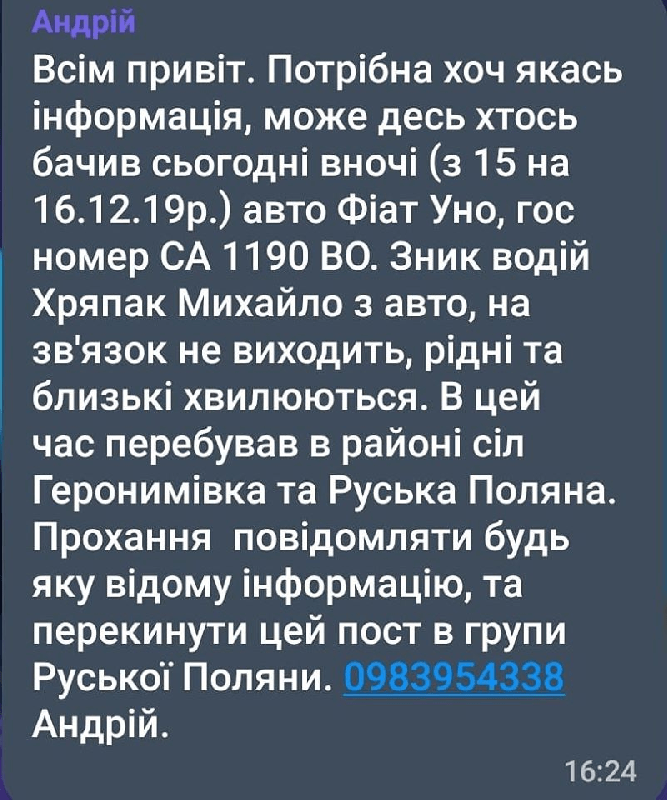 Андрій
Всім привіт. Потрібна хоч якась
інформація, може десь хтось
бачив сьогодні вночі (з 15 на
16.12.19р.) авто Фіат Уно, гос
номер СА 1190 ВО. Зник водій
Хряпак Михайло з авто, на
зв'язок не виходить, рідні та
близькі хвилюються. В цей
час перебував в районі сіл
Геронимівка та Руська Поляна.
Прохання  повідомляти будь
яку відому інформацію, та
перекинути цей пост в групи
Руської Поляни. 0983954338
Андрій.
16:24